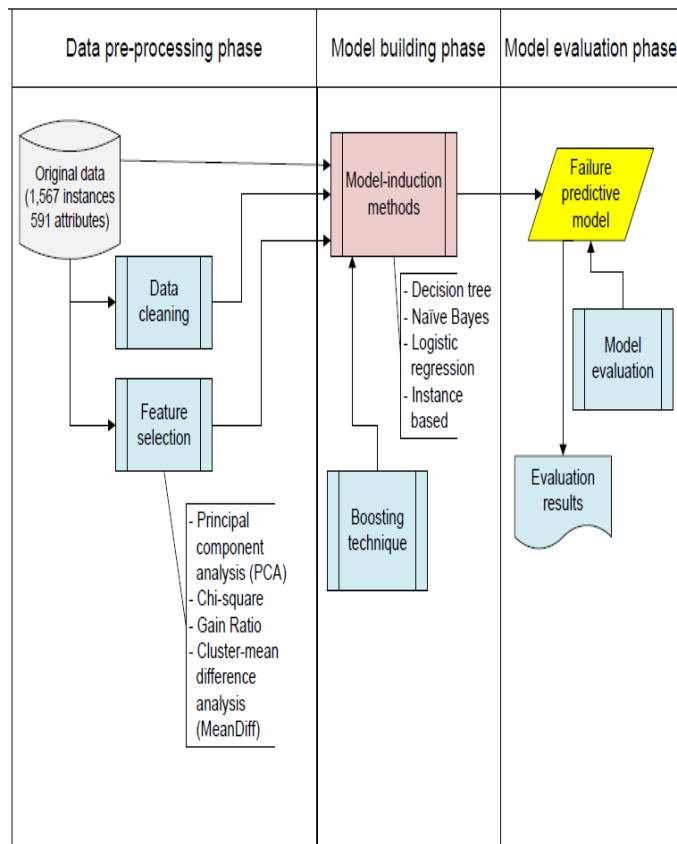 Data pre-processing phase
Model building phase
Model evaluation phase
Original data
(1,567 instances
591 attributes)
Data
cleaning
Feature
selection
- Principal
component
analysis (PCA)
- Chi-square
- Gain Ratio
- Cluster-mean
difference
analysis
(MeanDiff)
Model-induction
methods
- Decision tree
- Naïve Bayes
- Logistic
regression
- Instance
based
Boosting
technique
Failure
predictive
model
Model
evaluation
Evaluation
results